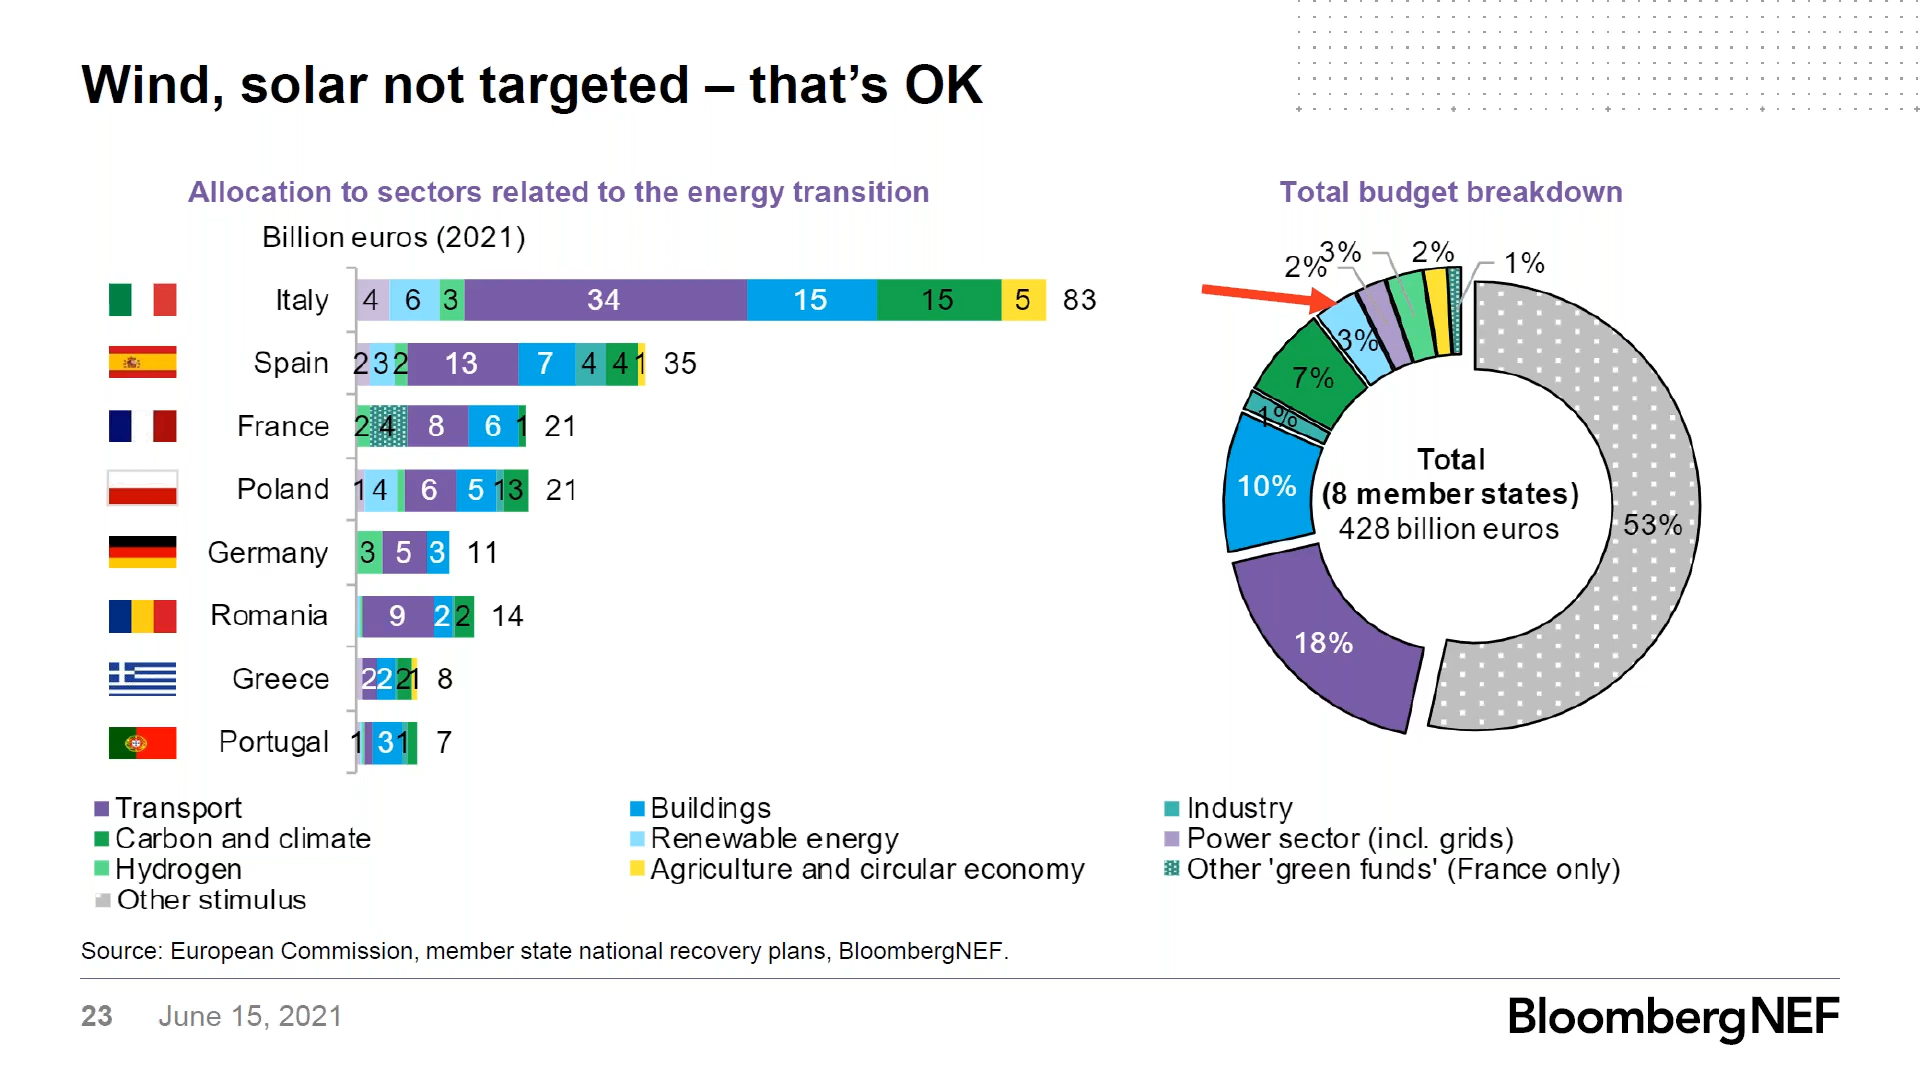 Wind, solar not targeted – that's OK
Allocation to sectors related to the energy transition
Billion euros (2021)
Italy 4 6 3 34 15 15 5 83
Spain 2 3 2 13 7 4 4 1 35
France 2 4 8 6 1 21
Poland 1 4 6 5 1 3 21
Germany 3 5 3 11
Romania 9 2 2 14
Greece 2 2 2 1 8
Portugal 1 3 1 7
Total budget breakdown
2% 3% 2% 1%
3%
7%
1%
10%
18%
53%
Total
(8 member states)
428 billion euros
Transport Buildings Industry
Carbon and climate Renewable energy Power sector (incl. grids)
Hydrogen Agriculture and circular economy Other 'green funds' (France only)
Other stimulus
Source: European Commission, member state national recovery plans, BloombergNEF.
23 June 15, 2021
BloombergNEF